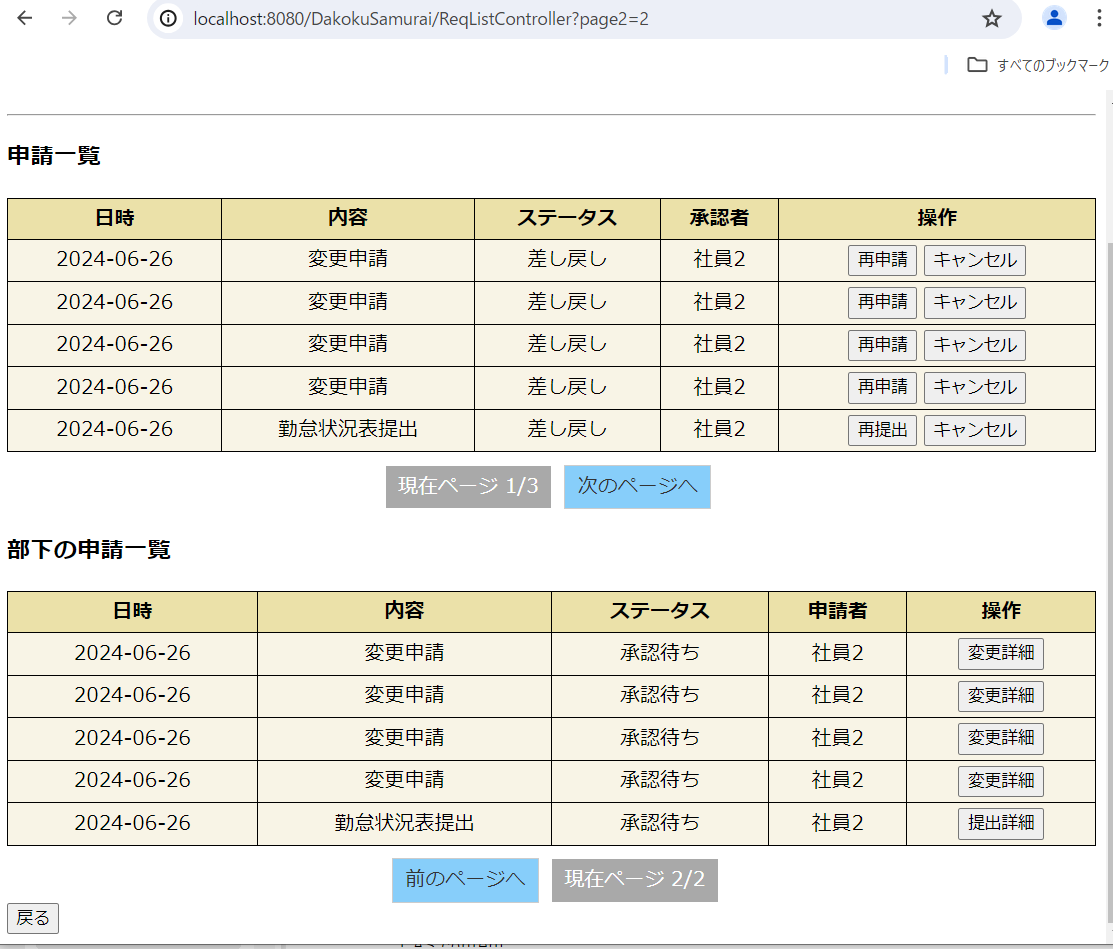 localhost:8080/DakokuSamurai/ReqListController?page2=2
すべてのブックマーク
申請一覧
日時 内容 ステータス 承認者 操作
2024-06-26 変更申請 差し戻し 社員2 再申請 キャンセル
2024-06-26 変更申請 差し戻し 社員2 再申請 キャンセル
2024-06-26 変更申請 差し戻し 社員2 再申請 キャンセル
2024-06-26 変更申請 差し戻し 社員2 再申請 キャンセル
2024-06-26 勤怠状況表提出 差し戻し 社員2 再提出 キャンセル
現在ページ 1/3 次のページへ
部下の申請一覧
日時 内容 ステータス 申請者 操作
2024-06-26 変更申請 承認待ち 社員2 変更詳細
2024-06-26 変更申請 承認待ち 社員2 変更詳細
2024-06-26 変更申請 承認待ち 社員2 変更詳細
2024-06-26 変更申請 承認待ち 社員2 変更詳細
2024-06-26 勤怠状況表提出 承認待ち 社員2 提出詳細
前のページへ 現在ページ 2/2
戻る